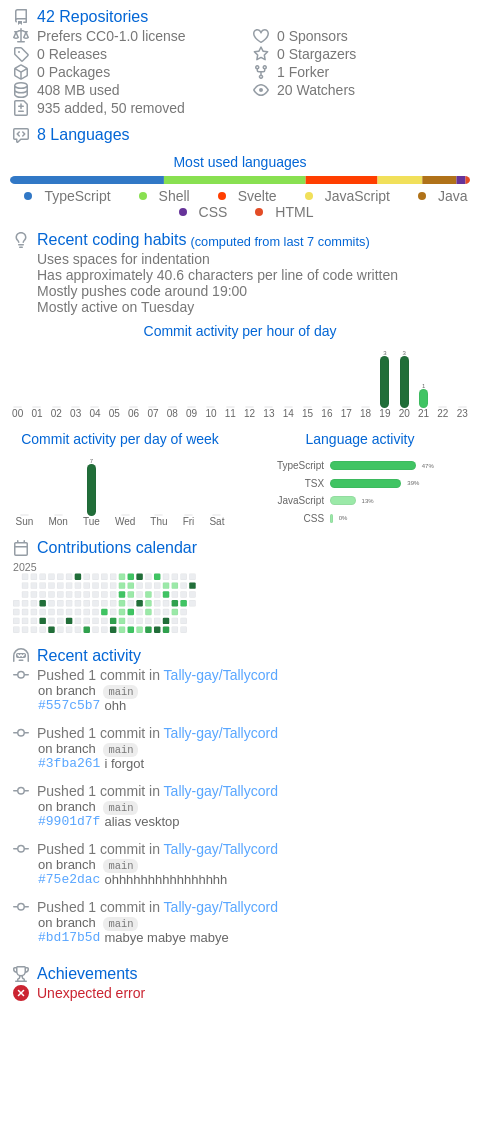 42 Repositories
Prefers CC0-1.0 license
0 Sponsors
0 Releases
0 Stargazers
0 Packages
1 Forker
408 MB used
20 Watchers
935 added, 50 removed
8 Languages
Most used languages
TypeScript Shell Svelte JavaScript Java
CSS HTML
Recent coding habits (computed from last 7 commits)
Uses spaces for indentation
Has approximately 40.6 characters per line of code written
Mostly pushes code around 19:00
Mostly active on Tuesday
Commit activity per hour of day
3 3 1
00 01 02 03 04 05 06 07 08 09 10 11 12 13 14 15 16 17 18 19 20 21 22 23
Commit activity per day of week
7
Sun Mon Tue Wed Thu Fri Sat
Language activity
TypeScript 47%
TSX 39%
JavaScript 13%
CSS 0%
Contributions calendar
2025
Recent activity
Pushed 1 commit in Tally-gay/Tallycord
on branch main
#557c5b7 ohh
Pushed 1 commit in Tally-gay/Tallycord
on branch main
#3fba261 i forgot
Pushed 1 commit in Tally-gay/Tallycord
on branch main
#9901d7f alias vesktop
Pushed 1 commit in Tally-gay/Tallycord
on branch main
#75e2dac ohhhhhhhhhhhhhhhh
Pushed 1 commit in Tally-gay/Tallycord
on branch main
#bd17b5d mabye mabye mabye
Achievements
Unexpected error